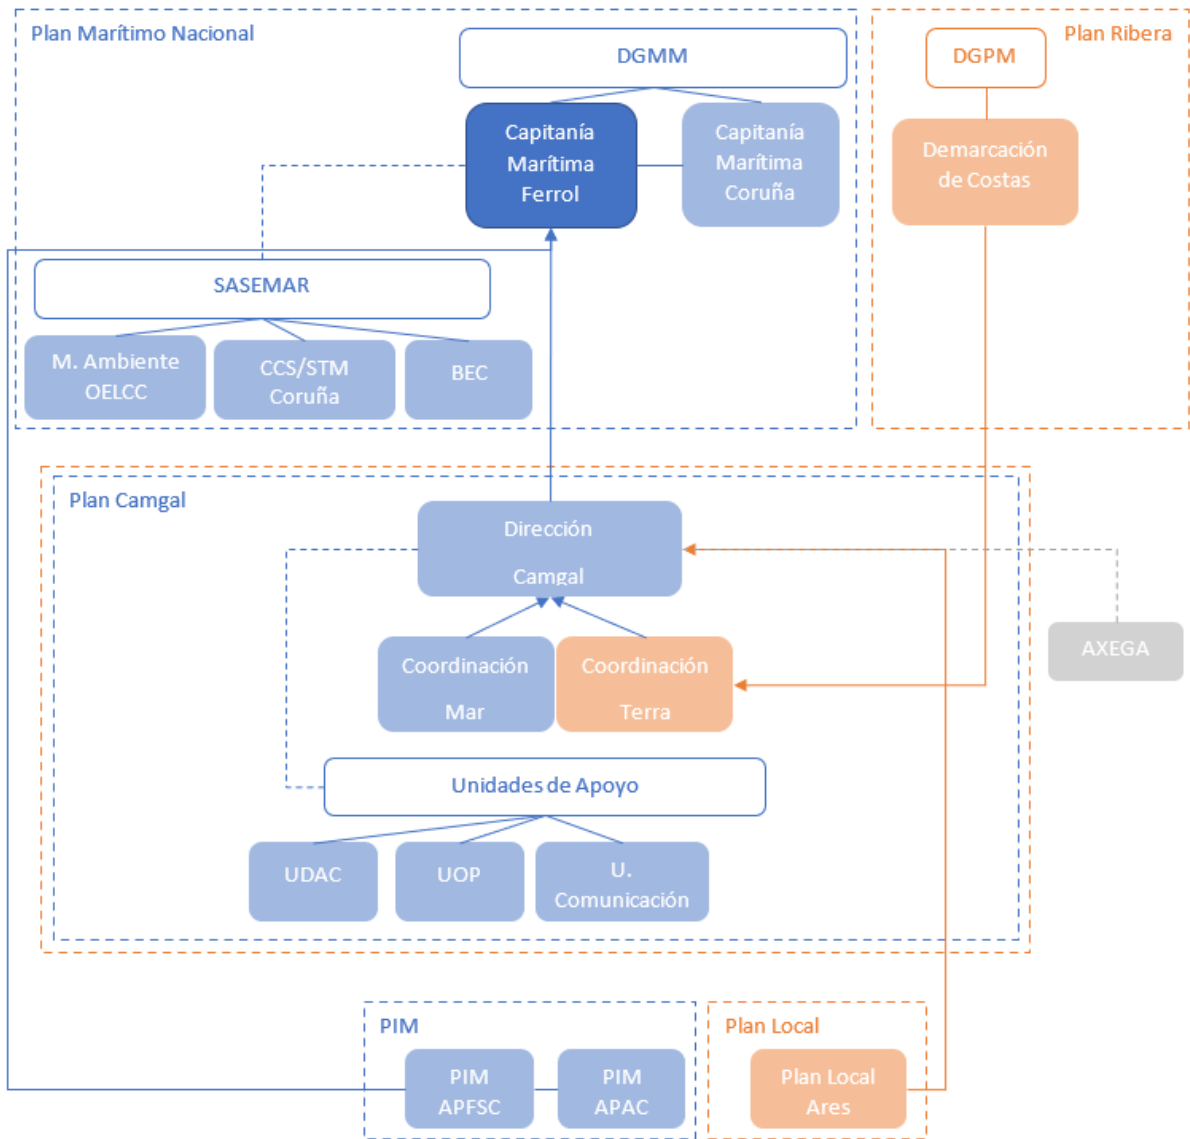 Plan Marítimo Nacional
DGMM
Capitanía
Marítima
Ferrol
Capitanía
Marítima
Coruña
SASEMAR
M. Ambiente
OELCC
CCS/STM
Coruña
BEC
Plan Ribera
DGPM
Demarcación
de Costas
Plan Camgal
Dirección
Camgal
Coordinación
Mar
Coordinación
Terra
AXEGA
Unidades de Apoyo
UDAC
UOP
U.
Comunicación
PIM
PIM
APFSC
PIM
APAC
Plan Local
Plan Local
Ares